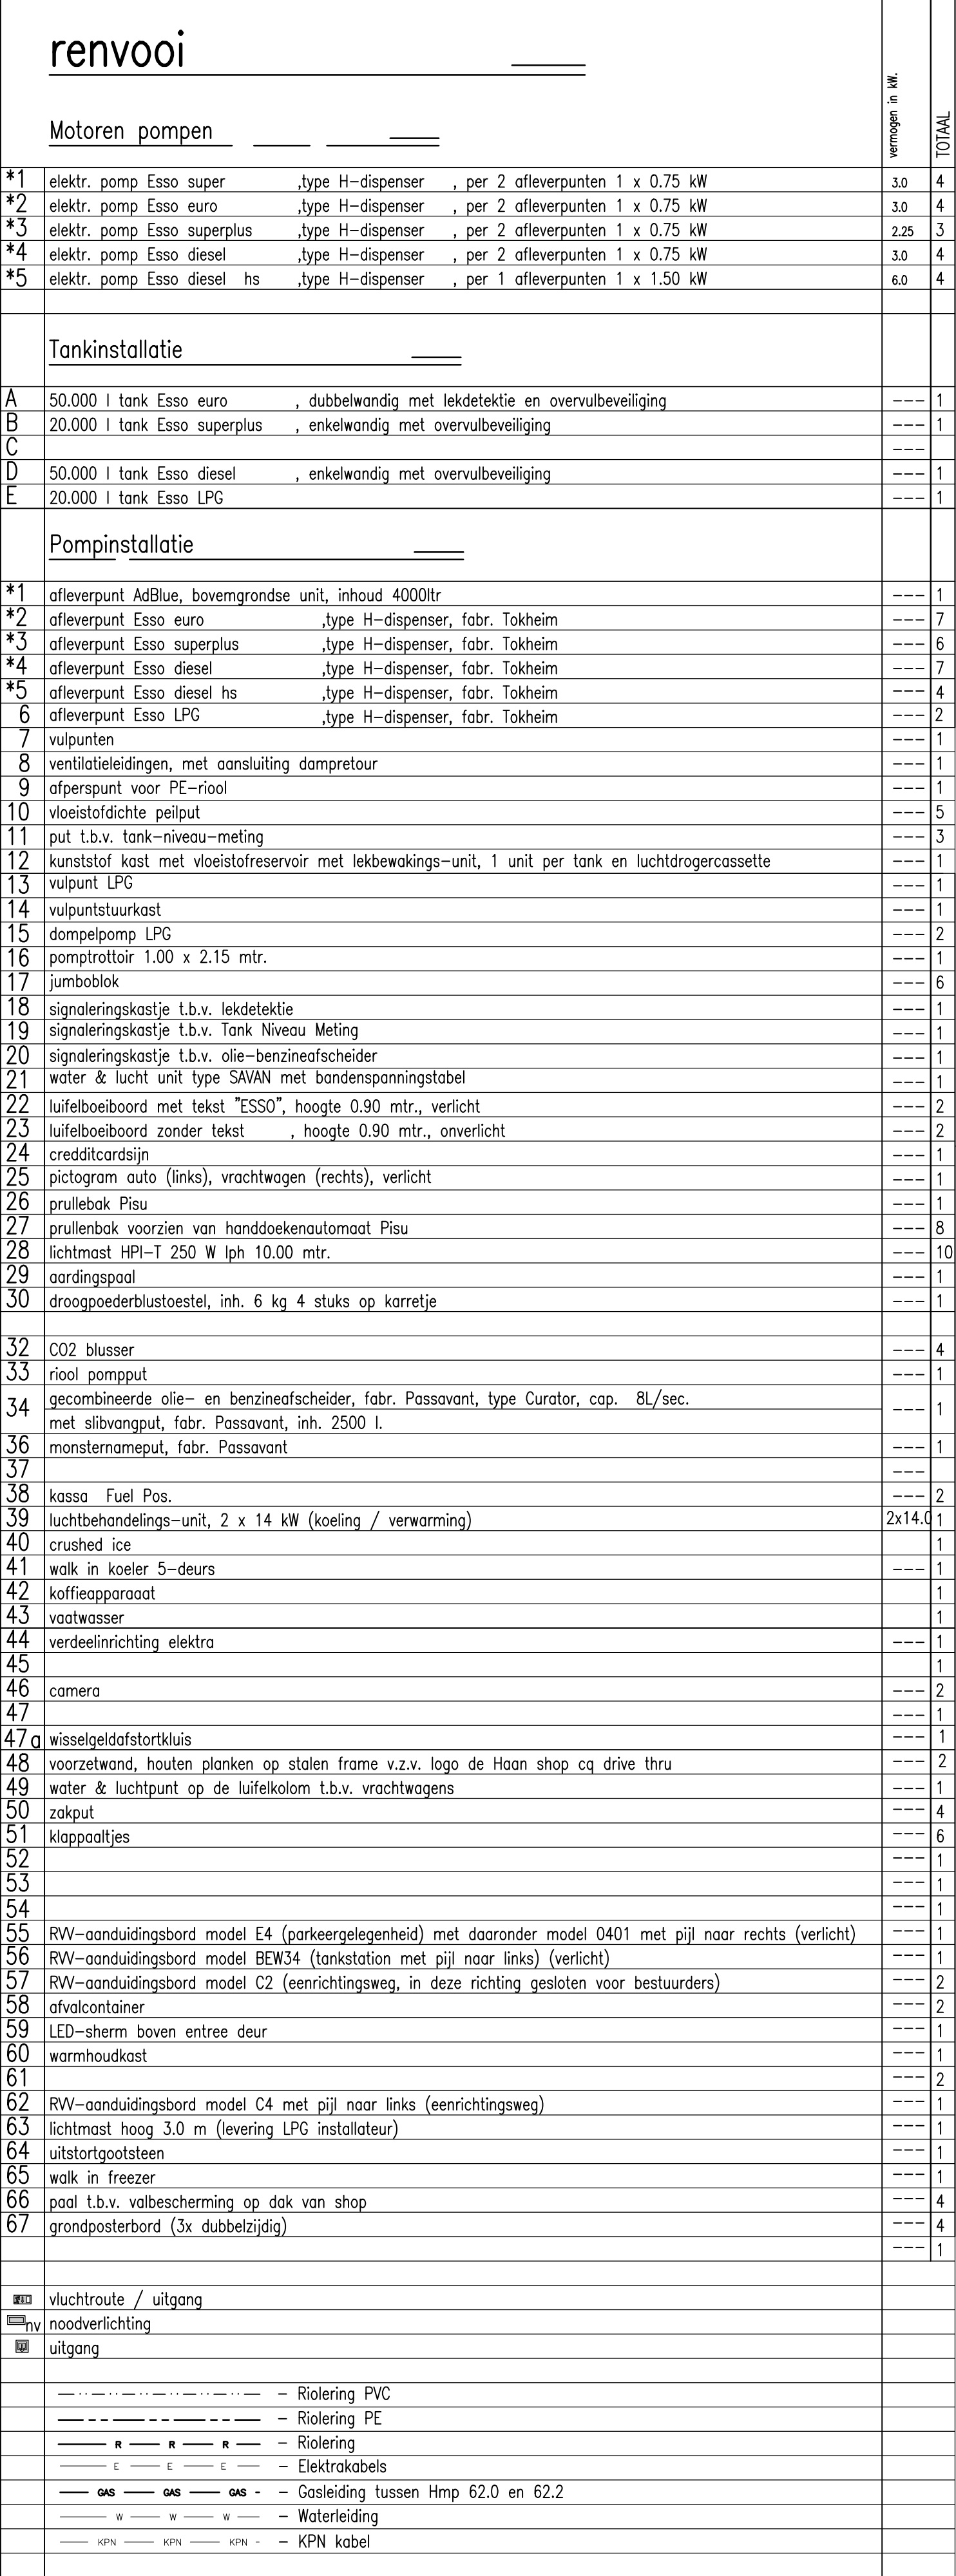 renvooi
vermogen in kW.
TOTAAL
Motoren pompen
*1 elektr. pomp Esso super ,type H-dispenser , per 2 afleverpunten 1 x 0.75 kW 3.0 4
*2 elektr. pomp Esso euro ,type H-dispenser , per 2 afleverpunten 1 x 0.75 kW 3.0 4
*3 elektr. pomp Esso superplus ,type H-dispenser , per 2 afleverpunten 1 x 0.75 kW 2.25 3
*4 elektr. pomp Esso diesel ,type H-dispenser , per 2 afleverpunten 1 x 0.75 kW 3.0 4
*5 elektr. pomp Esso diesel hs ,type H-dispenser , per 1 afleverpunten 1 x 1.50 kW 6.0 4
Tankinstallatie
A 50.000 l tank Esso euro , dubbelwandig met lekdetektie en overvulbeveiliging --- 1
B 20.000 l tank Esso superplus , enkelwandig met overvulbeveiliging --- 1
C ---
D 50.000 l tank Esso diesel , enkelwandig met overvulbeveiliging --- 1
E 20.000 l tank Esso LPG --- 1
Pompinstallatie
*1 afleverpunt AdBlue, bovemgrondse unit, inhoud 4000ltr --- 1
*2 afleverpunt Esso euro ,type H-dispenser, fabr. Tokheim --- 7
*3 afleverpunt Esso superplus ,type H-dispenser, fabr. Tokheim --- 6
*4 afleverpunt Esso diesel ,type H-dispenser, fabr. Tokheim --- 7
*5 afleverpunt Esso diesel hs ,type H-dispenser, fabr. Tokheim --- 4
6 afleverpunt Esso LPG ,type H-dispenser, fabr. Tokheim --- 2
7 vulpunten --- 1
8 ventilatieleidingen, met aansluiting dampretour --- 1
9 afperspunt voor PE-riool --- 1
10 vloeistofdichte peilput --- 5
11 put t.b.v. tank-niveau-meting --- 3
12 kunststof kast met vloeistofreservoir met lekbewakings-unit, 1 unit per tank en luchtdrogercassette --- 1
13 vulpunt LPG --- 1
14 vulpuntstuurkast --- 1
15 dompelpomp LPG --- 2
16 pomptrottoir 1.00 x 2.15 mtr. --- 1
17 jumboblok --- 6
18 signaleringskastje t.b.v. lekdetektie --- 1
19 signaleringskastje t.b.v. Tank Niveau Meting --- 1
20 signaleringskastje t.b.v. olie-benzineafscheider --- 1
21 water & lucht unit type SAVAN met bandenspanningstabel --- 1
22 luifelboeiboord met tekst "ESSO", hoogte 0.90 mtr., verlicht --- 2
23 luifelboeiboord zonder tekst , hoogte 0.90 mtr., onverlicht --- 2
24 credditcardsijn --- 1
25 pictogram auto (links), vrachtwagen (rechts), verlicht --- 1
26 prullebak Pisu --- 1
27 prullenbak voorzien van handdoekenautomaat Pisu --- 8
28 lichtmast HPI-T 250 W lph 10.00 mtr. --- 10
29 aardingspaal --- 1
30 droogpoederblustoestel, inh. 6 kg 4 stuks op karretje --- 1
32 CO2 blusser --- 4
33 riool pompput --- 1
34 gecombineerde olie- en benzineafscheider, fabr. Passavant, type Curator, cap. 8L/sec. --- 1
met slibvangput, fabr. Passavant, inh. 2500 l.
36 monsternameput, fabr. Passavant --- 1
37 ---
38 kassa Fuel Pos. --- 2
39 luchtbehandelings-unit, 2 x 14 kW (koeling / verwarming) 2x14.0 1
40 crushed ice 1
41 walk in koeler 5-deurs --- 1
42 koffieapparaaat 1
43 vaatwasser 1
44 verdeelinrichting elektra --- 1
45 1
46 camera --- 2
47 --- 1
47a wisselgeldafstortkluis --- 1
48 voorzetwand, houten planken op stalen frame v.z.v. logo de Haan shop cq drive thru --- 2
49 water & luchtpunt op de luifelkolom t.b.v. vrachtwagens --- 1
50 zakput --- 4
51 klappaaltjes --- 6
52 --- 1
53 --- 1
54 --- 1
55 RW-aanduidingsbord model E4 (parkeergelegenheid) met daaronder model 0401 met pijl naar rechts (verlicht) --- 1
56 RW-aanduidingsbord model BEW34 (tankstation met pijl naar links) (verlicht) --- 1
57 RW-aanduidingsbord model C2 (eenrichtingsweg, in deze richting gesloten voor bestuurders) --- 2
58 afvalcontainer --- 2
59 LED-sherm boven entree deur --- 1
60 warmhoudkast --- 1
61 --- 2
62 RW-aanduidingsbord model C4 met pijl naar links (eenrichtingsweg) --- 1
63 lichtmast hoog 3.0 m (levering LPG installateur) --- 1
64 uitstortgootsteen --- 1
65 walk in freezer --- 1
66 paal t.b.v. valbescherming op dak van shop --- 4
67 grondposterbord (3x dubbelzijdig) --- 4
--- 1
vluchtroute / uitgang
nv noodverlichting
uitgang
- Riolering PVC
- Riolering PE
R R R - Riolering
E E E - Elektrakabels
GAS GAS GAS - Gasleiding tussen Hmp 62.0 en 62.2
W W W - Waterleiding
KPN KPN KPN - KPN kabel